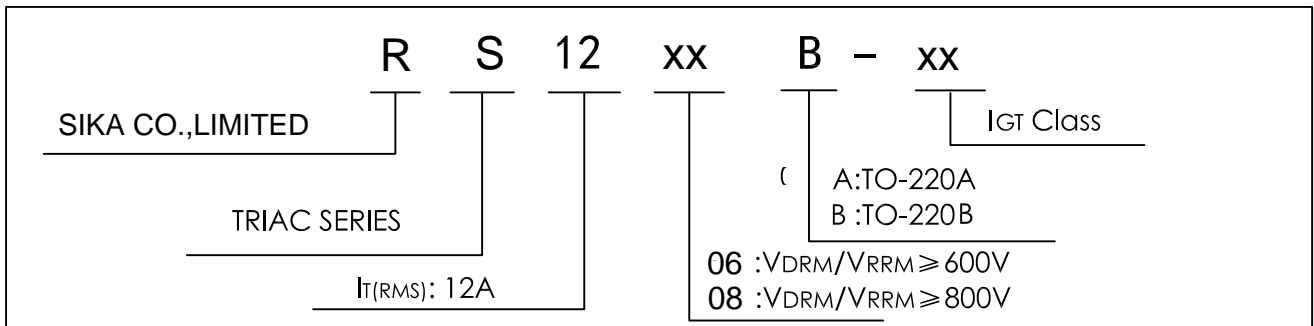 R S 12 xx B - xx
SIKA CO.,LIMITED
IGT Class
( A:TO-220A
B :TO-220B
TRIAC SERIES
06 :VDRM/VRRM≥600V
IT(RMS): 12A
08 :VDRM/VRRM≥800V